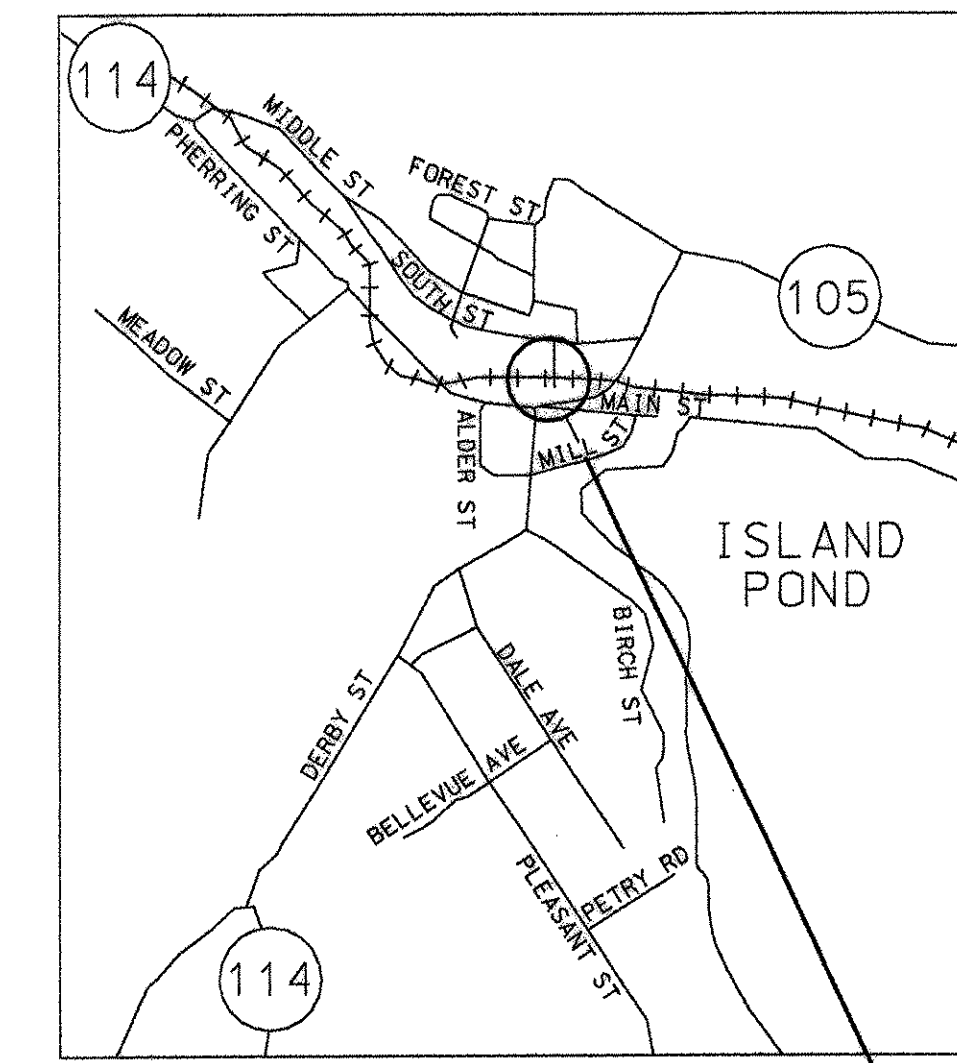 114
MIDDLE ST
PHERRING ST
FOREST ST
SOUTH ST
105
MEADOW ST
MAIN ST
ALDER ST
MILL ST
ISLAND
POND
BIRCH ST
DALE AVE
DERBY ST
BELLEVUE AVE
PLEASANT ST
PETRY RD
114